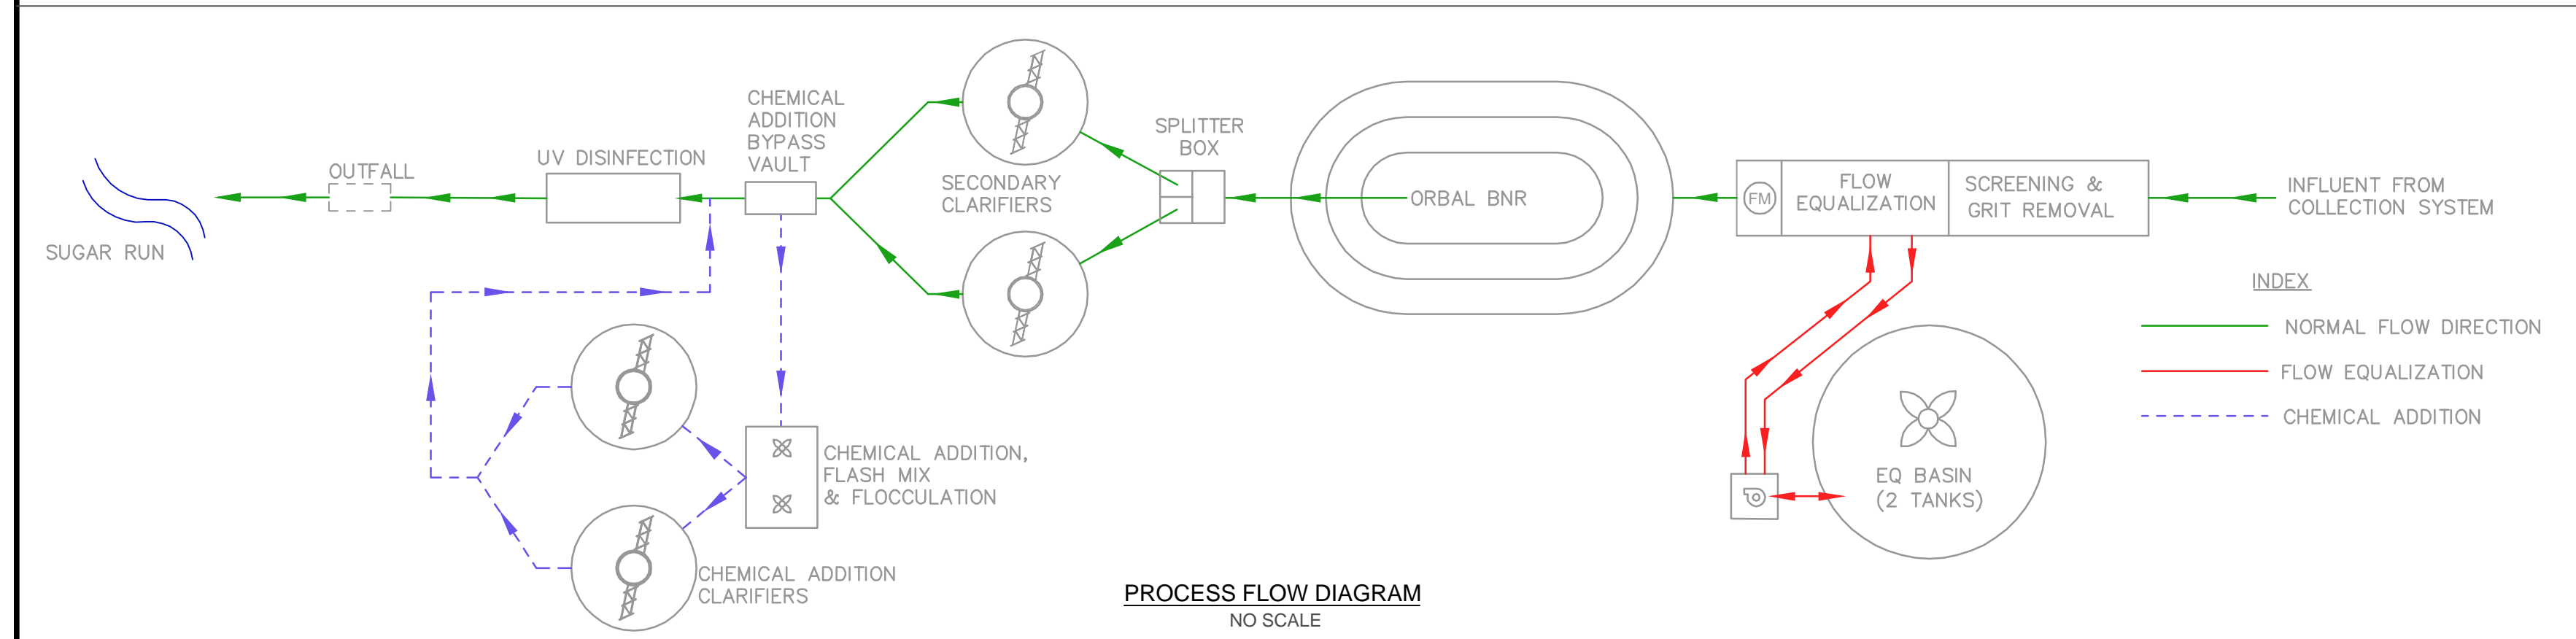 CHEMICAL
ADDITION
BYPASS
VAULT
SPLITTER
BOX
OUTFALL
UV DISINFECTION
SECONDARY
CLARIFIERS
ORBAL BNR
FM
FLOW
EQUALIZATION
SCREENING &
GRIT REMOVAL
INFLUENT FROM
COLLECTION SYSTEM
SUGAR RUN
INDEX
NORMAL FLOW DIRECTION
FLOW EQUALIZATION
CHEMICAL ADDITION
CHEMICAL ADDITION,
FLASH MIX
& FLOCCULATION
EQ BASIN
(2 TANKS)
CHEMICAL ADDITION
CLARIFIERS
PROCESS FLOW DIAGRAM
NO SCALE